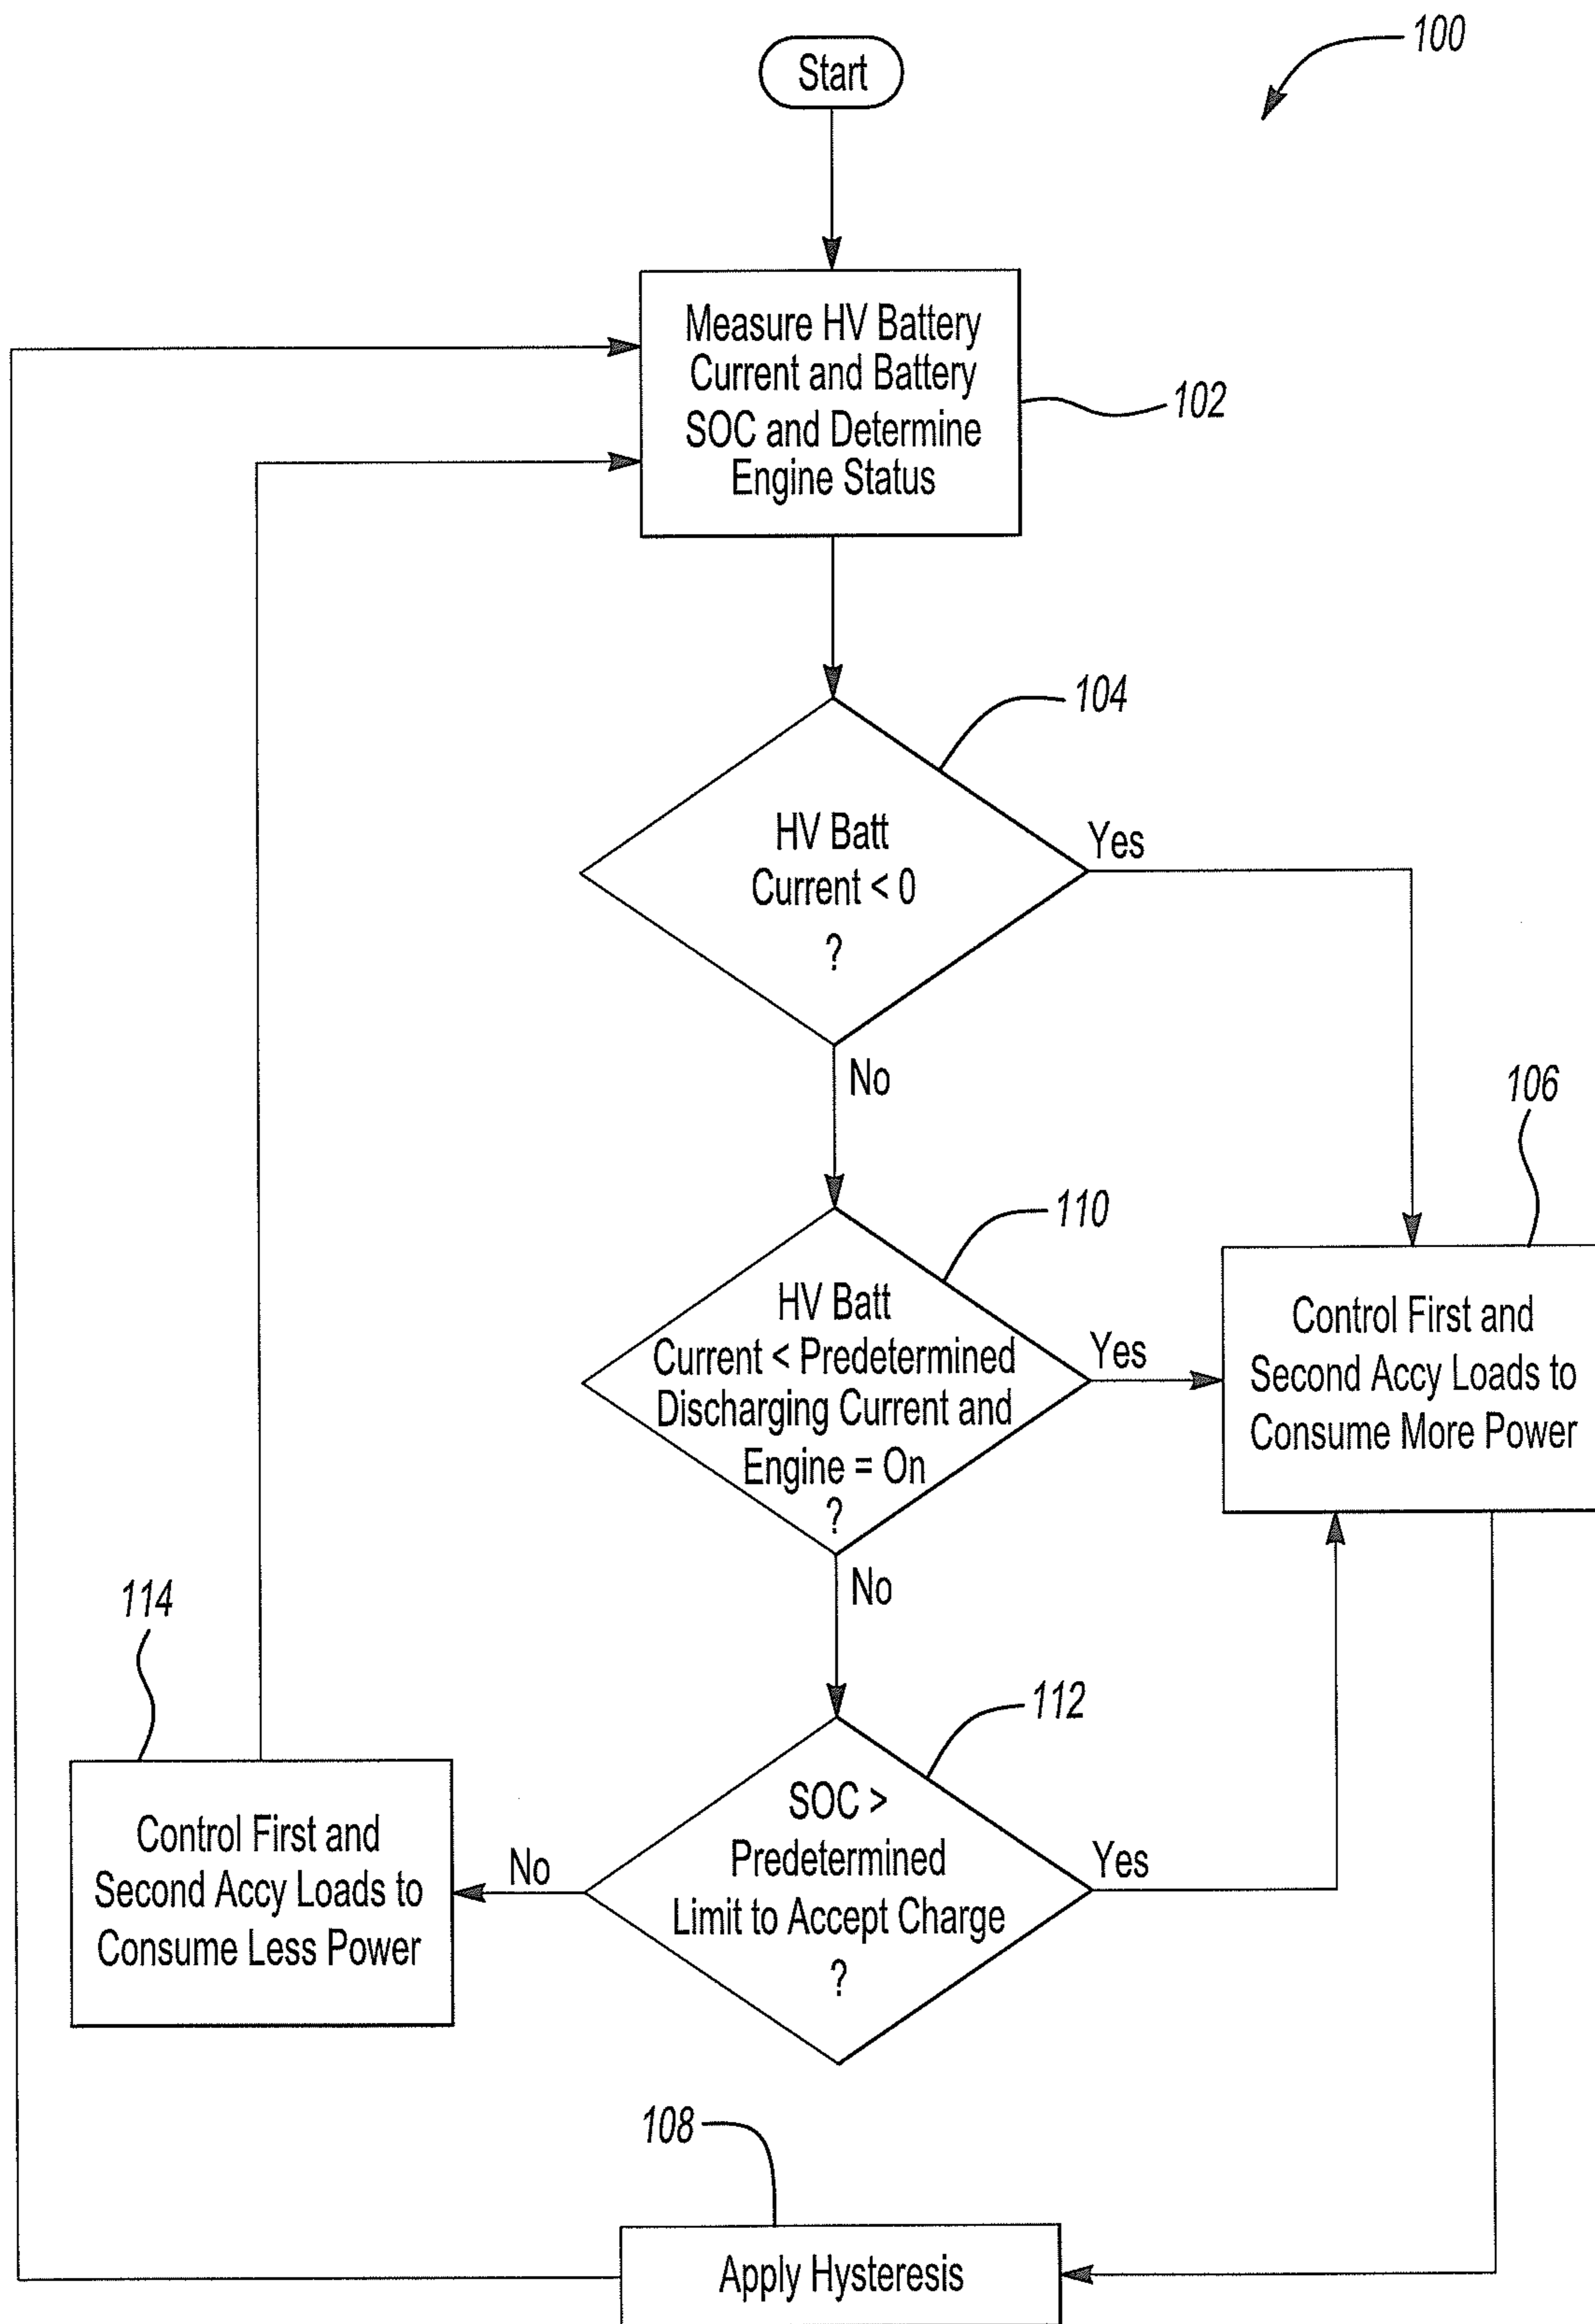 100
Start
Measure HV Battery
Current and Battery
SOC and Determine
Engine Status
102
104
HV Batt
Current < 0
?
Yes
No
106
110
HV Batt
Current < Predetermined
Discharging Current and
Engine = On
?
Yes
Control First and
Second Accy Loads to
Consume More Power
No
114
112
SOC >
Predetermined
Limit to Accept Charge
?
Yes
No
Control First and
Second Accy Loads to
Consume Less Power
108
Apply Hysteresis